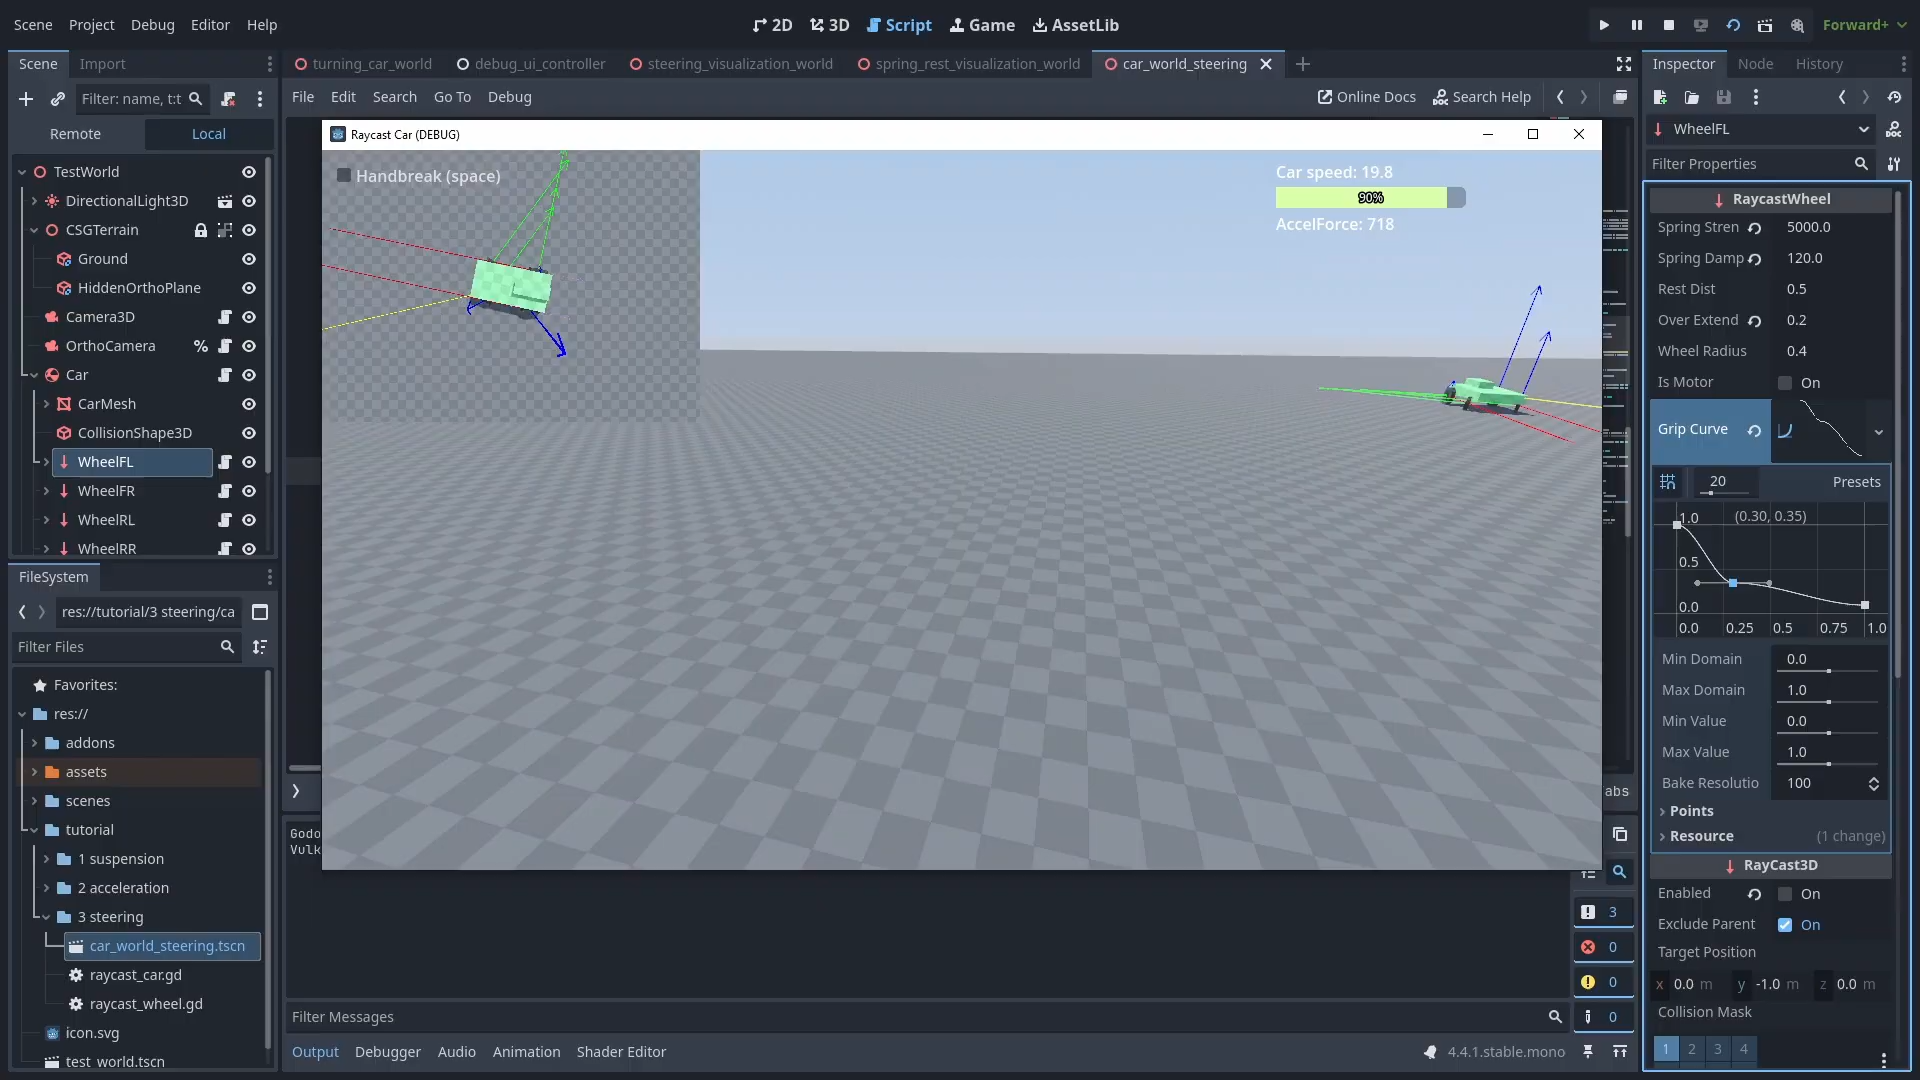 Scene Project Debug Editor Help
2D 3D Script Game AssetLib
Forward+
Scene Import
turning_car_world debug_ui_controller steering_visualization_world spring_rest_visualization_world car_world_steering
Inspector Node History
Filter: name, t:t
File Edit Search Go To Debug
Online Docs Search Help
Remote Local
WheelFL
Filter Properties
TestWorld
DirectionalLight3D
CSGTerrain
Ground
HiddenOrthoPlane
Camera3D
OrthoCamera %
Car
CarMesh
CollisionShape3D
WheelFL
WheelFR
WheelRL
WheelRR
Raycast Car (DEBUG)
Handbreak (space)
Car speed: 19.8
90%
AccelForce: 718
RaycastWheel
Spring Stren 5000.0
Spring Damp 120.0
Rest Dist 0.5
Over Extend 0.2
Wheel Radius 0.4
Is Motor On
Grip Curve
20 Presets
1.0 (0.30, 0.35)
0.5
0.0
0.0 0.25 0.5 0.75 1.0
Min Domain 0.0
Max Domain 1.0
Min Value 0.0
Max Value 1.0
Bake Resolutio 100
Points
Resource (1 change)
RayCast3D
Enabled On
Exclude Parent On
Target Position
x 0.0 m y -1.0 m z 0.0 m
Collision Mask
1 2 3 4
FileSystem
res://tutorial/3 steering/ca
Filter Files
Favorites:
res://
addons
assets
scenes
tutorial
1 suspension
2 acceleration
3 steering
car_world_steering.tscn
raycast_car.gd
raycast_wheel.gd
icon.svg
test_world.tscn
abs
Godo
Vulk
3
0
0
0
Filter Messages
Output Debugger Audio Animation Shader Editor
4.4.1.stable.mono